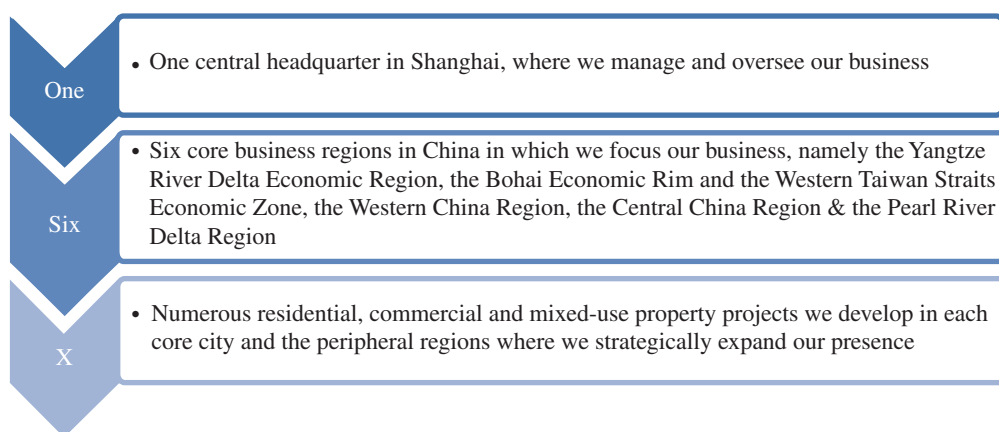 One
• One central headquarter in Shanghai, where we manage and oversee our business
Six
• Six core business regions in China in which we focus our business, namely the Yangtze
River Delta Economic Region, the Bohai Economic Rim and the Western Taiwan Straits
Economic Zone, the Western China Region, the Central China Region & the Pearl River
Delta Region
X
• Numerous residential, commercial and mixed-use property projects we develop in each
core city and the peripheral regions where we strategically expand our presence